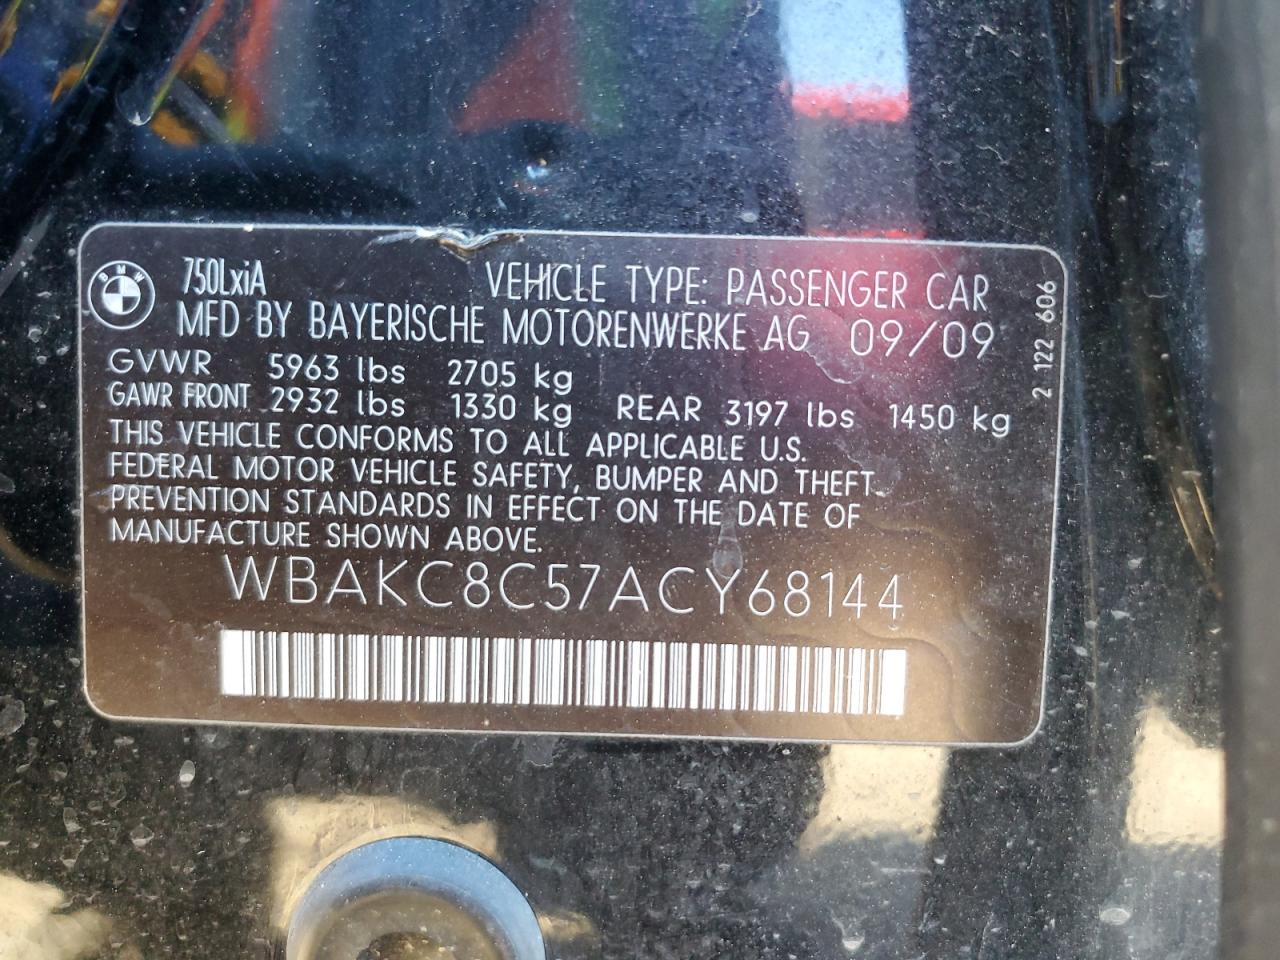 BMW
750LxiA VEHICLE TYPE: PASSENGER CAR
MFD BY BAYERISCHE MOTORENWERKE AG 09/09
GVWR 5963 lbs 2705 kg
GAWR FRONT 2932 lbs 1330 kg REAR 3197 lbs 1450 kg
THIS VEHICLE CONFORMS TO ALL APPLICABLE U.S.
FEDERAL MOTOR VEHICLE SAFETY, BUMPER AND THEFT
PREVENTION STANDARDS IN EFFECT ON THE DATE OF
MANUFACTURE SHOWN ABOVE.
WBAKC8C57ACY68144
2 122 606